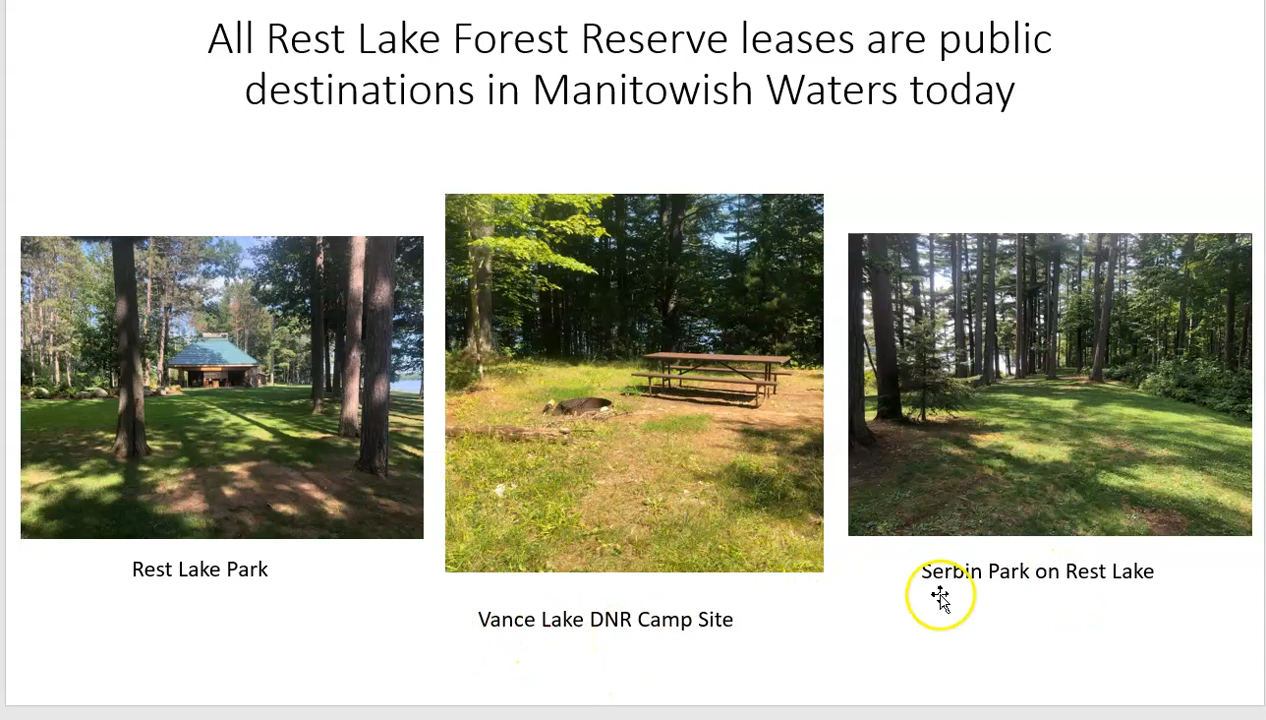 All Rest Lake Forest Reserve leases are public
destinations in Manitowish Waters today
Rest Lake Park
Vance Lake DNR Camp Site
Serbin Park on Rest Lake